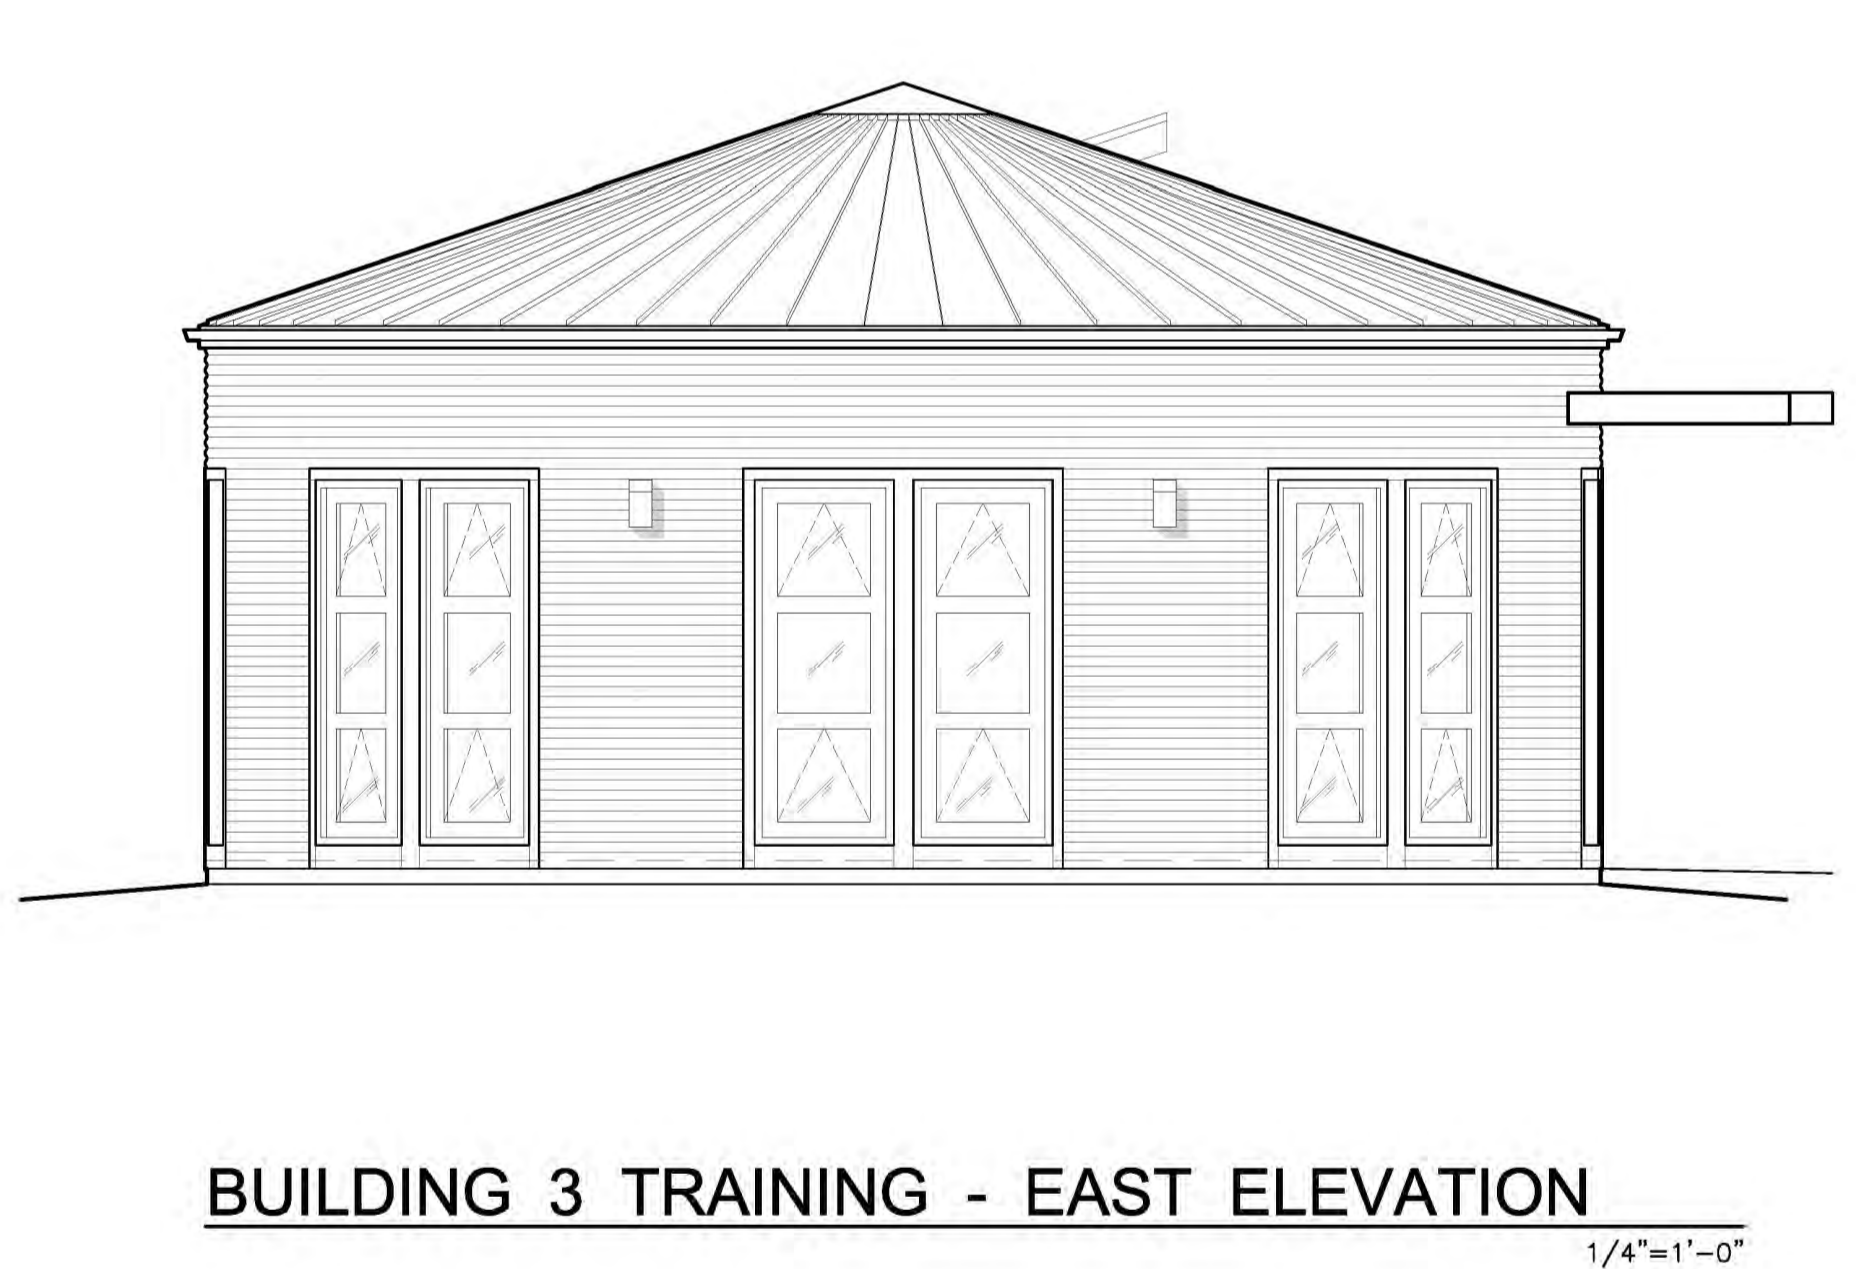 BUILDING 3 TRAINING - EAST ELEVATION
1/4"=1'-0"